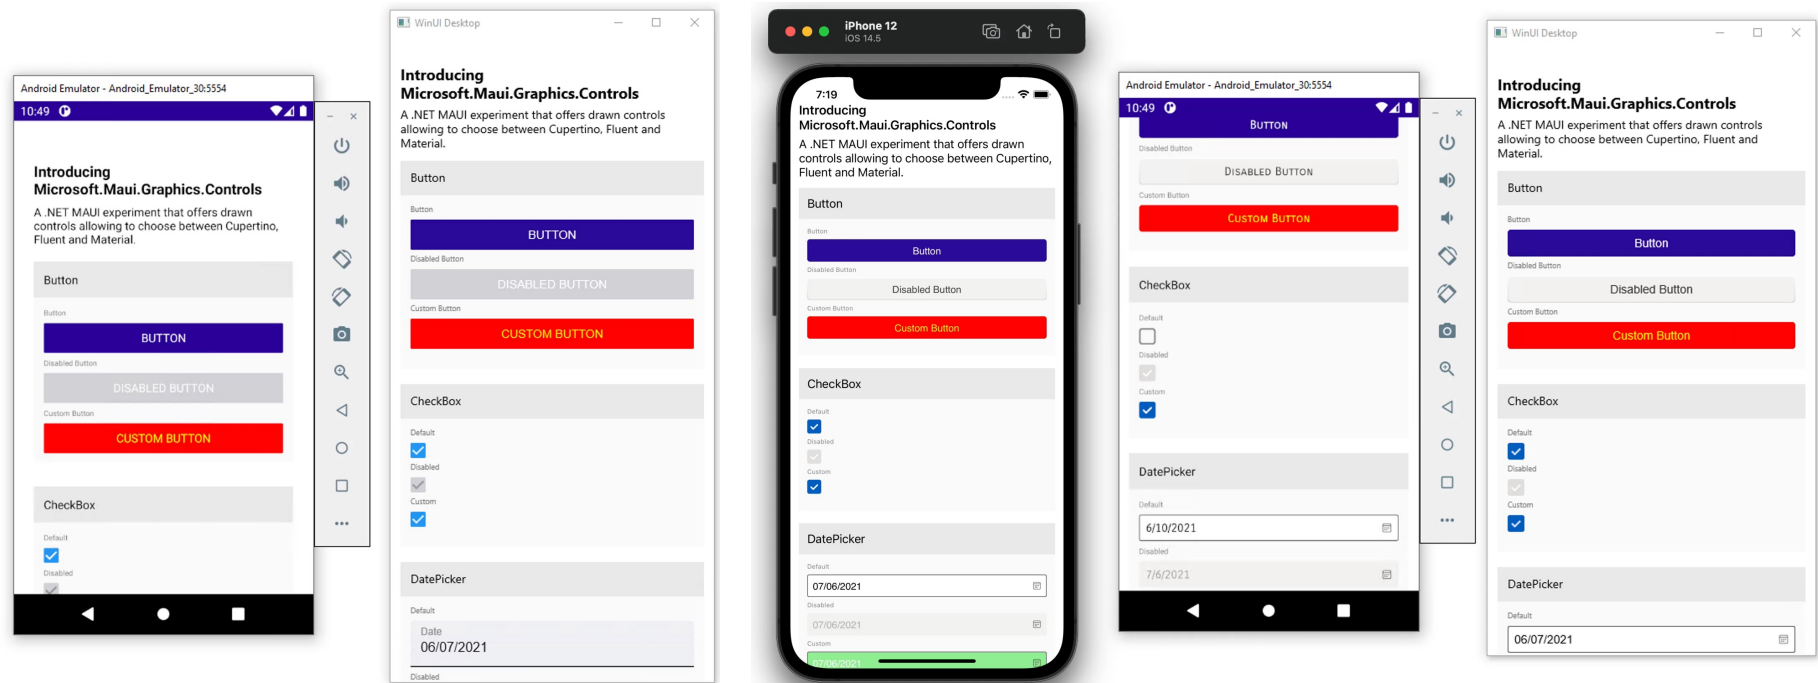 Android Emulator - Android_Emulator_30:5554
10:49
Introducing
Microsoft.Maui.Graphics.Controls
A .NET MAUI experiment that offers drawn
controls allowing to choose between Cupertino,
Fluent and Material.
Button
Button
BUTTON
Disabled Button
DISABLED BUTTON
Custom Button
CUSTOM BUTTON
CheckBox
Default
Disabled
WinUI Desktop
Introducing
Microsoft.Maui.Graphics.Controls
A .NET MAUI experiment that offers drawn controls
allowing to choose between Cupertino, Fluent and
Material.
Button
Button
BUTTON
Disabled Button
DISABLED BUTTON
Custom Button
CUSTOM BUTTON
CheckBox
Default
Disabled
Custom
DatePicker
Default
Date
06/07/2021
Disabled
iPhone 12
iOS 14.5
7:19
Introducing
Microsoft.Maui.Graphics.Controls
A .NET MAUI experiment that offers drawn
controls allowing to choose between Cupertino,
Fluent and Material.
Button
Button
Button
Disabled Button
Disabled Button
Custom Button
Custom Button
CheckBox
Default
Disabled
Custom
DatePicker
Default
07/06/2021
Disabled
07/06/2021
Custom
07/06/2021
Android Emulator - Android_Emulator_30:5554
10:49
BUTTON
Disabled Button
DISABLED BUTTON
Custom Button
CUSTOM BUTTON
CheckBox
Default
Disabled
Custom
DatePicker
Default
6/10/2021
Disabled
7/6/2021
WinUI Desktop
Introducing
Microsoft.Maui.Graphics.Controls
A .NET MAUI experiment that offers drawn controls
allowing to choose between Cupertino, Fluent and
Material.
Button
Button
Button
Disabled Button
Disabled Button
Custom Button
Custom Button
CheckBox
Default
Disabled
Custom
DatePicker
Default
06/07/2021